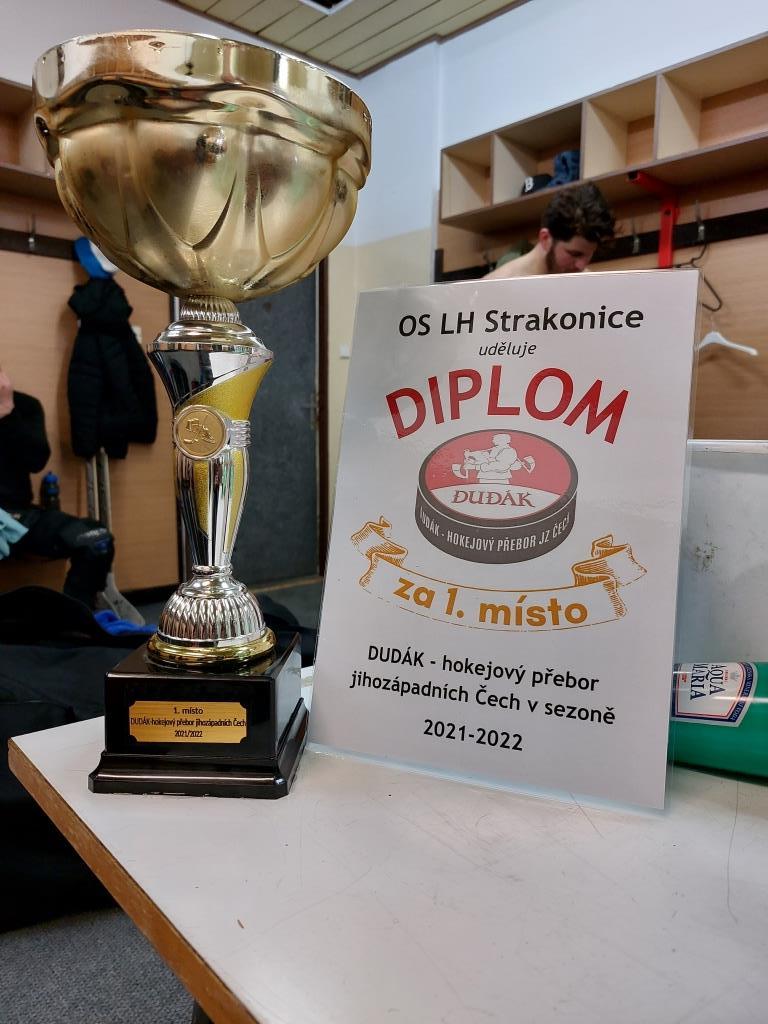 OS LH Strakonice
uděluje
DIPLOM
DUDÁK
DUDÁK - HOKEJOVÝ PŘEBOR JZ ČECH
za 1. místo
DUDÁK - hokejový přebor
jihozápadních Čech v sezoně
2021-2022
1. místo
DUDÁK-hokejový přebor jihozápadních Čech
2021/2022
AQUA
MARIA
B